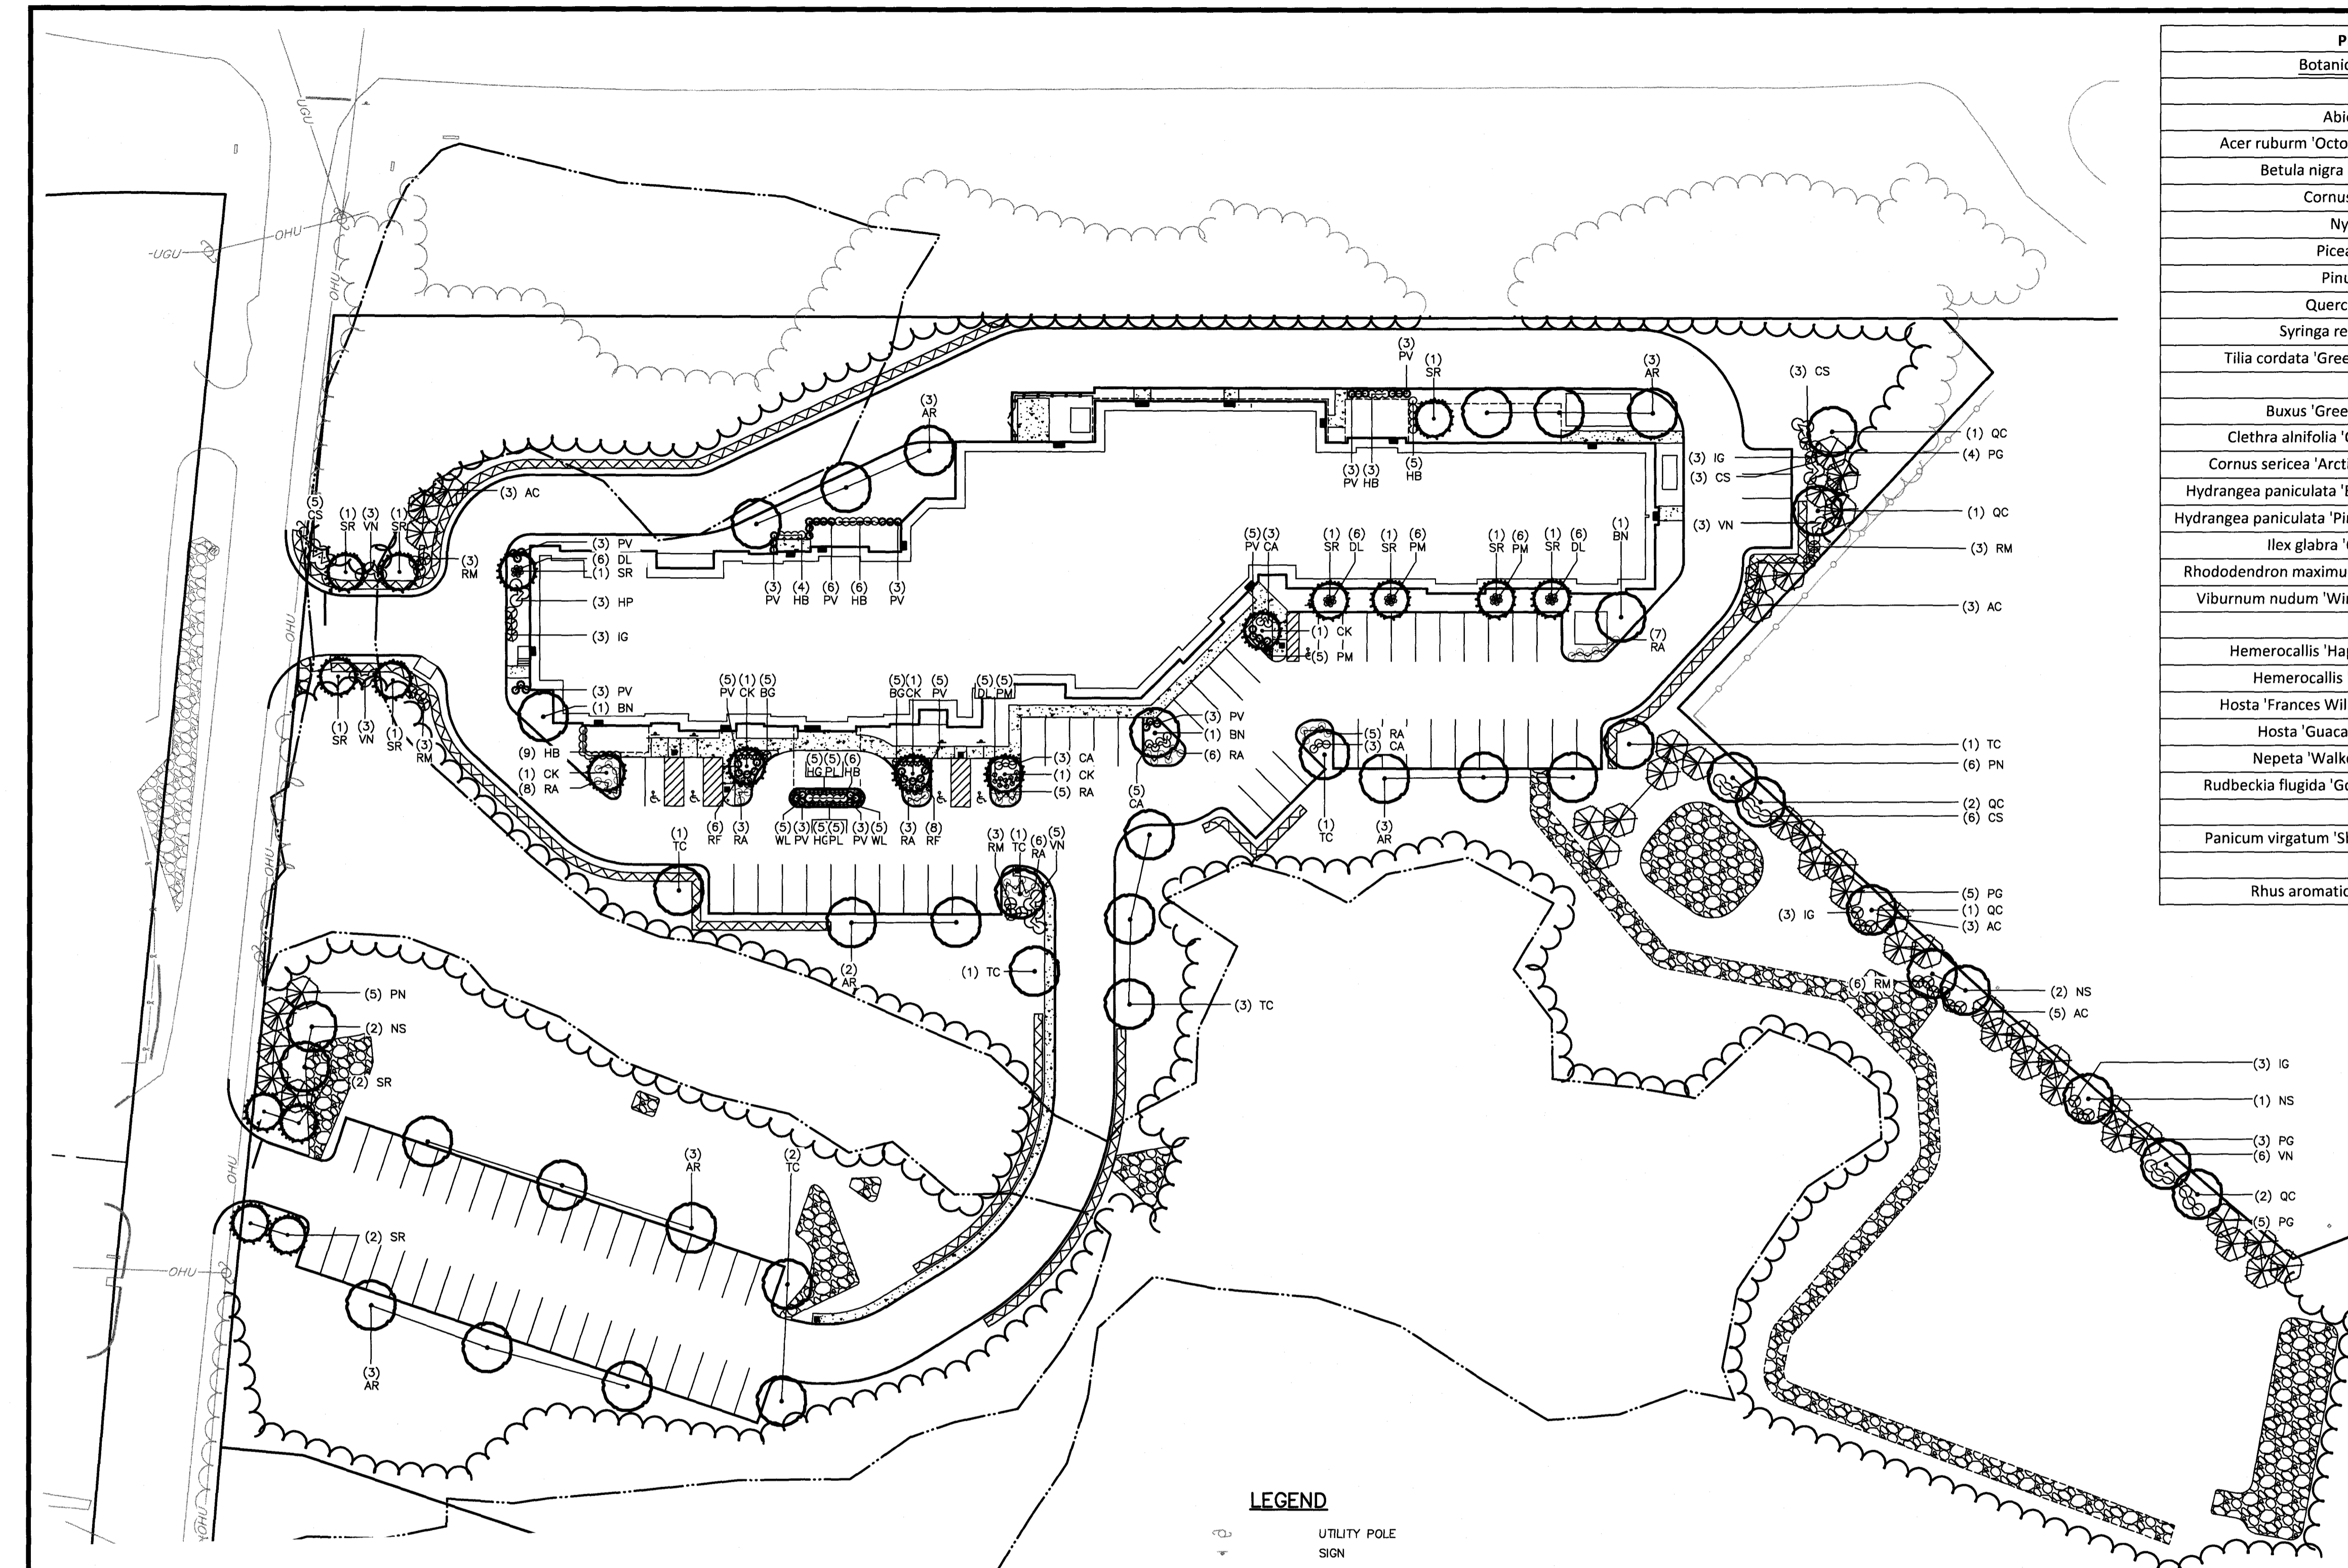 P
Botanic
Abie
Acer ruburm 'Octo
Betula nigra
Cornus
Ny
Picea
Pinu
Querc
Syringa re
Tilia cordata 'Gree
Buxus 'Gree
Clethra alnifolia '
Cornus sericea 'Arcti
Hydrangea paniculata '
Hydrangea paniculata 'Pin
Ilex glabra '
Rhododendron maximu
Viburnum nudum 'Win
Hemerocallis 'Hap
Hemerocallis
Hosta 'Frances Wil
Hosta 'Guaca
Nepeta 'Walke
Rudbeckia flugida 'Go
Panicum virgatum 'Sh
Rhus aromatic
UGU
OHU
-UGU-
OHU
OHU
(3) PV
(1) SR
(3) AR
(3) CS
(3) AR
(1) QC
(4) PG
(3) IG
(3) CS
(3) PV
(3) HB
(5) HB
(3) AC
(5) CS
(1) SR
(3) VN
(1) SR
(1) QC
(3) VN
(3) RM
(3) RM
(3) PV
(6) DL
(1) SR
(3) HP
(3) IG
(3) PV
(4) HB
(6) PV
(6) HB
(3) PV
(5) PV
(3) CA
(1) SR
(6) DL
(1) SR
(6) PM
(1) SR
(6) PM
(1) SR
(6) DL
(1) BN
(3) AC
OHU
(1) CK
(5) PM
(7) RA
(3) PV
(1) BN
(5) PV
(1) CK
(5) BG
(5) BG
(1) CK
(5) PV
(5) DL
(5) PM
(1) SR
(3) VN
(1) SR
(3) RM
(3) PV
(1) BN
(6) RA
(5) RA
(3) CA
(1) TC
(6) PN
(9) HB
(1) CK
(8) RA
(5) HG
(5) PL
(6) HB
(3) CA
(1) CK
(5) RA
(5) CA
(2) QC
(6) CS
(1) TC
(6) RF
(3) RA
(5) WL
(3) PV
(5) HG
(5) PL
(3) PV
(5) WL
(3) RA
(8) RF
(3) RM
(1) TC
(6) RA
(5) VN
(1) TC
(3) AR
OHU
(5) PG
(1) QC
(3) IG
(3) AC
(2) AR
(1) TC
(6) RM
(2) NS
(5) AC
(5) PN
(3) TC
(2) NS
(2) SR
(3) IG
(1) NS
(3) PG
(6) VN
(3) AR
(2) TC
OHU
(2) QC
(5) PG
(2) SR
OHU
(3) AR
OHU
LEGEND
UTILITY POLE
SIGN